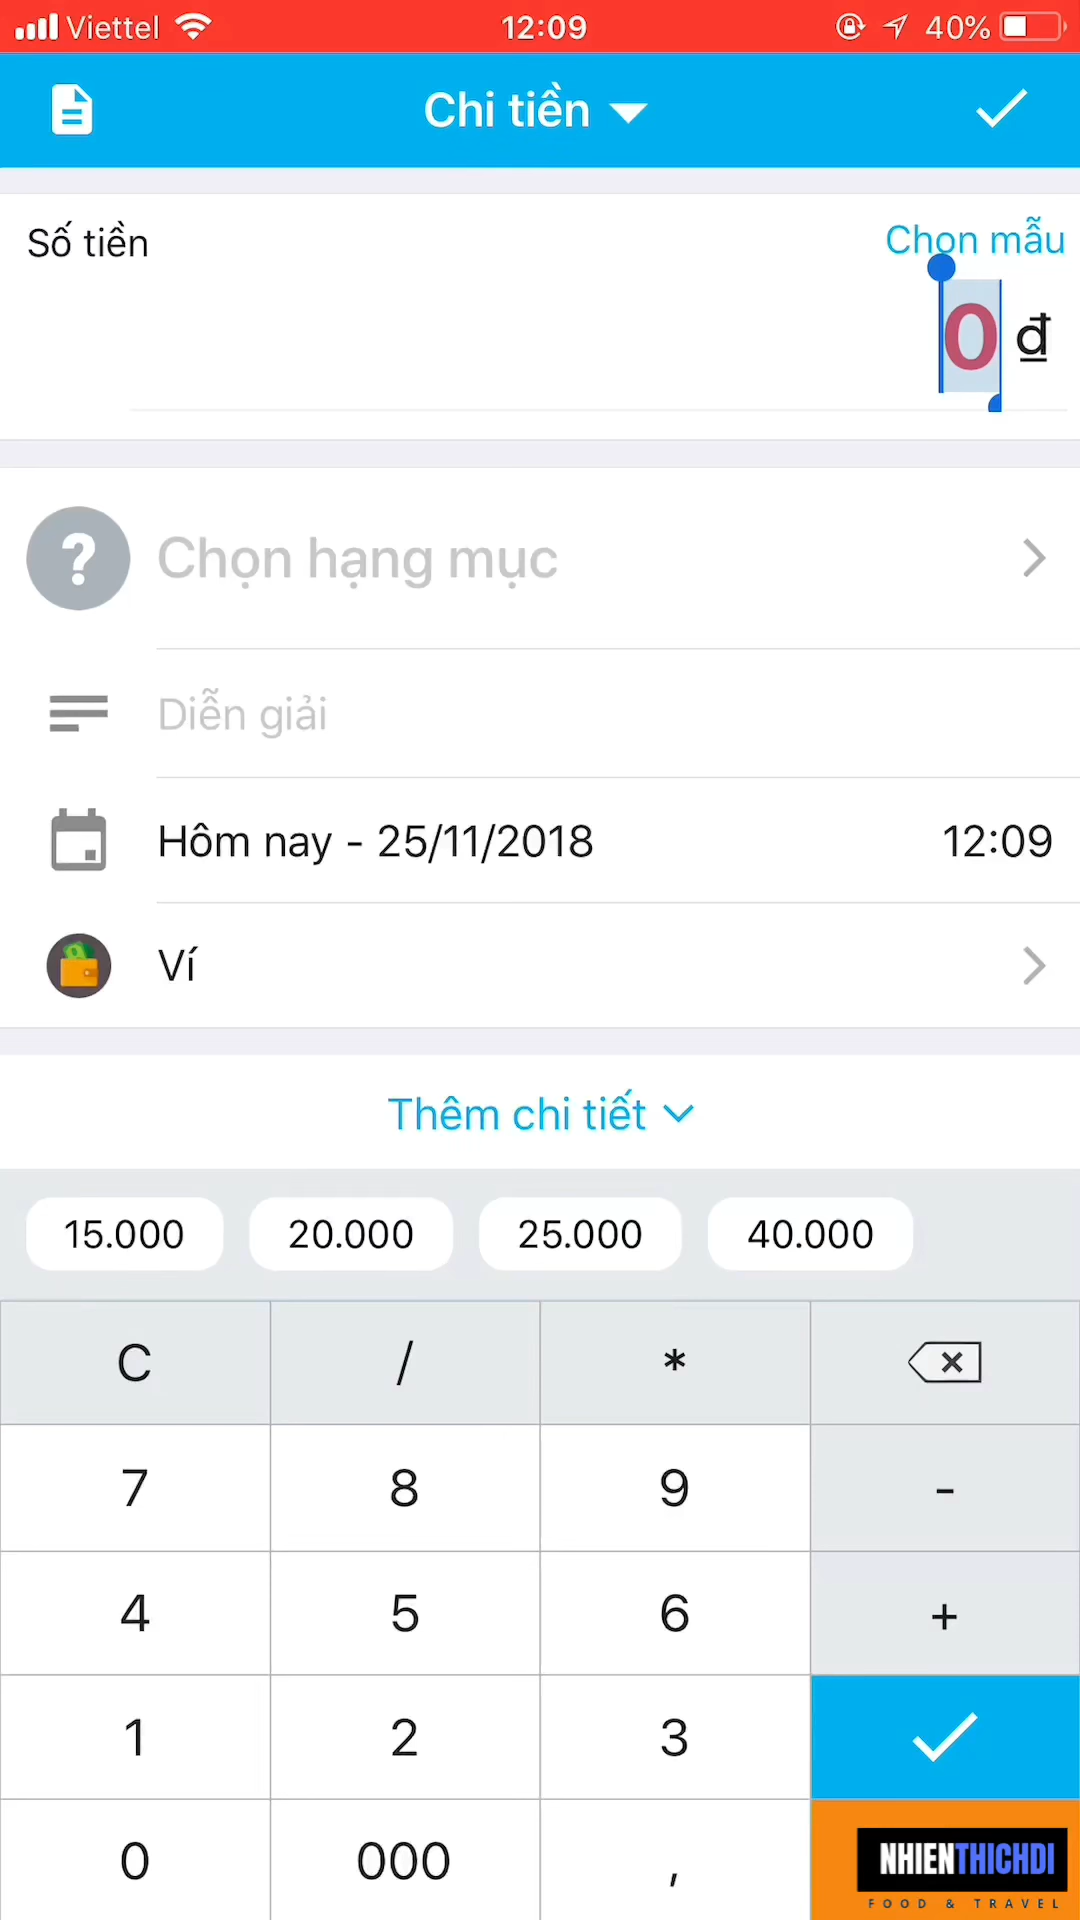 Viettel 12:09 40%
Chi tiền
Số tiền Chọn mẫu
0 đ
? Chọn hạng mục
Diễn giải
Hôm nay - 25/11/2018 12:09
Ví
Thêm chi tiết
15.000 20.000 25.000 40.000
C / *
7 8 9 -
4 5 6 +
1 2 3
0 000 ,
NHIENTHICHDI
FOOD & TRAVEL